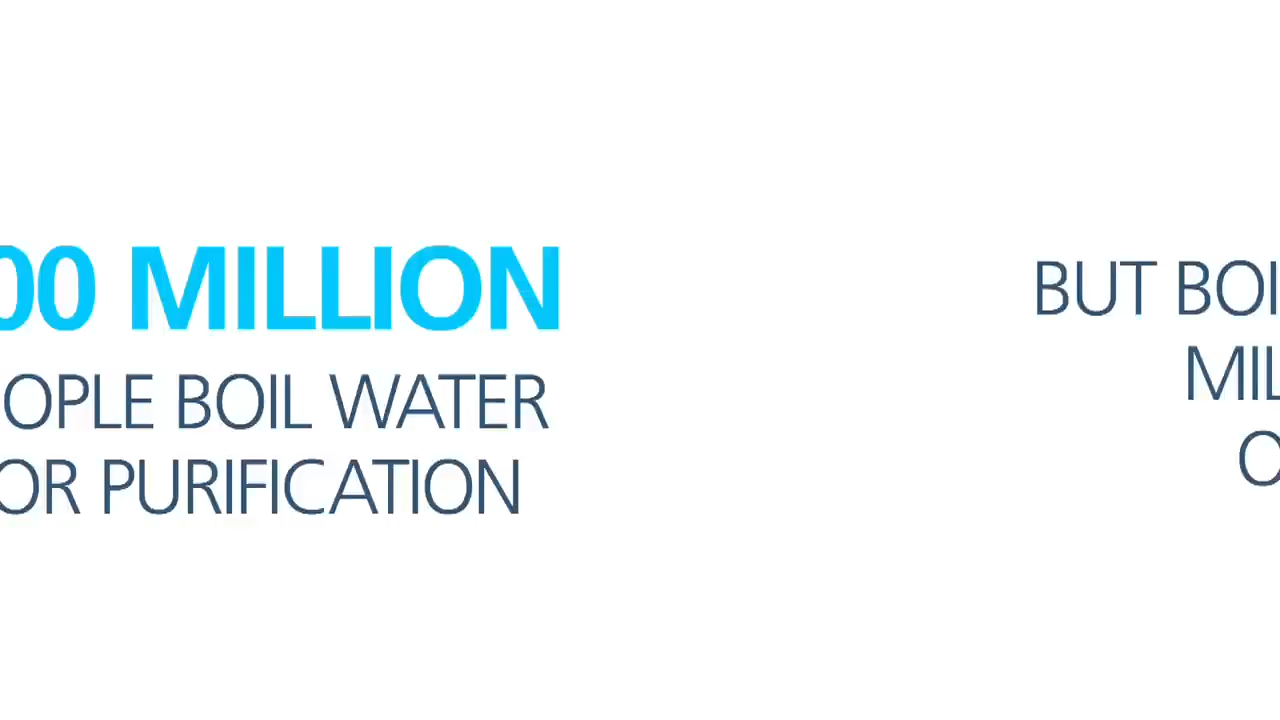 00 MILLION
OPLE BOIL WATER
OR PURIFICATION
BUT BOI
MIL
O